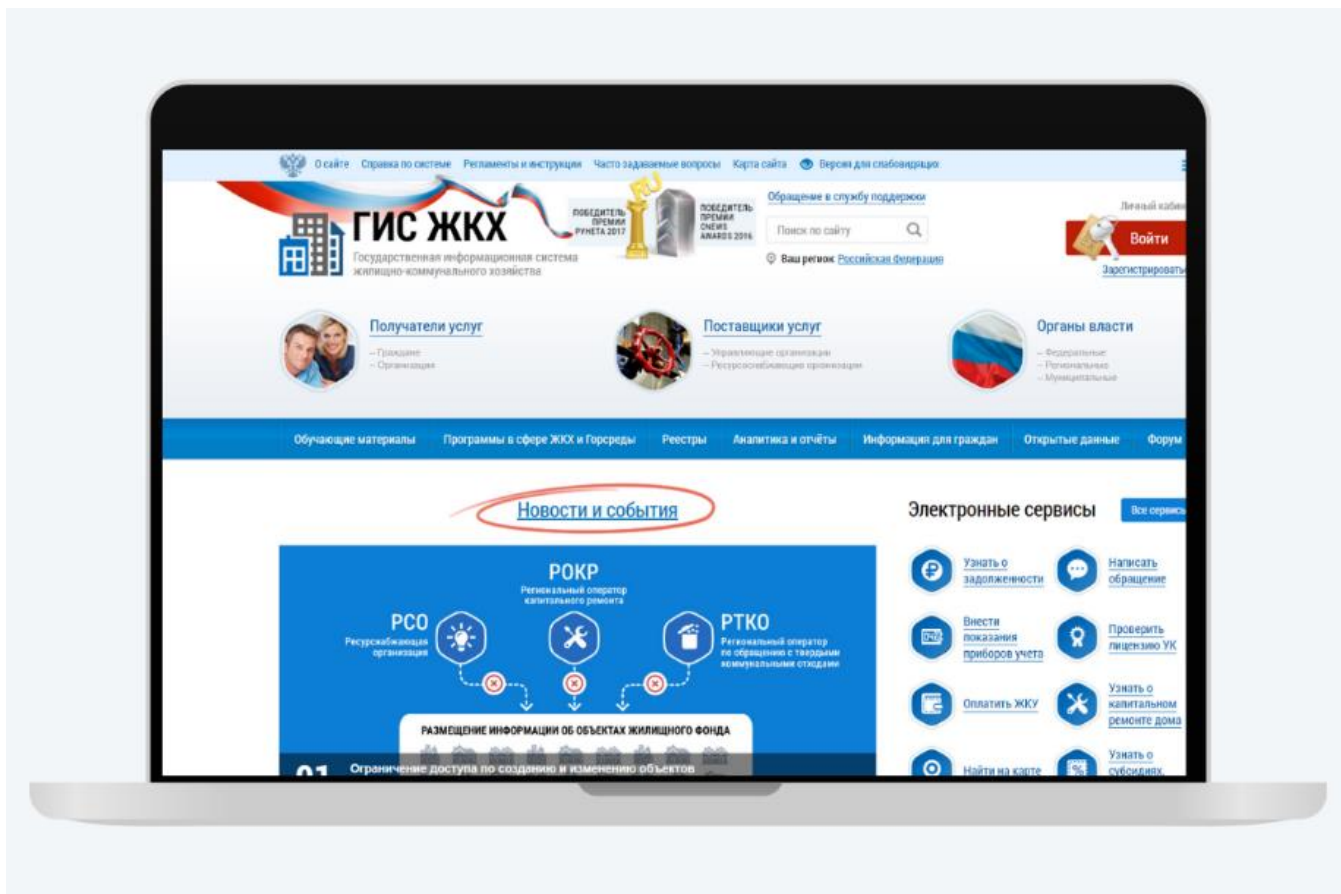 О сайте Справка по системе Регламенты и инструкции Часто задаваемые вопросы Карта сайта Версия для слабовидящих
ГИС ЖКХ
Государственная информационная система
жилищно-коммунального хозяйства
ПОБЕДИТЕЛЬ
ПРЕМИИ
РУНЕТА 2017
RU
ПОБЕДИТЕЛЬ
ПРЕМИИ
CNEWS
AWARDS 2016
Обращение в службу поддержки
Поиск по сайту
Ваш регион: Российская Федерация
Личный кабин
Войти
Зарегистрировать
Получатели услуг
– Граждане
– Организации
Поставщики услуг
– Управляющие организации
– Ресурсоснабжающие организации
Органы власти
– Федеральные
– Региональные
– Муниципальные
Обучающие материалы Программы в сфере ЖКХ и Горсреды Реестры Аналитика и отчёты Информация для граждан Открытые данные Форум
Новости и события
РОКР
Региональный оператор
капитального ремонта
РСО
Ресурснабжающая
организация
РТКО
Региональный оператор
по обращению с твердыми
коммунальными отходами
РАЗМЕЩЕНИЕ ИНФОРМАЦИИ ОБ ОБЪЕКТАХ ЖИЛИЩНОГО ФОНДА
01 Ограничение доступа по созданию и изменению объектов
Электронные сервисы
Все сервисы
Узнать о
задолженности
Написать
обращение
Внести
показания
приборов учета
Проверить
лицензию УК
Оплатить ЖКУ
Узнать о
капитальном
ремонте дома
Найти на карте
Узнать о
субсидиях,